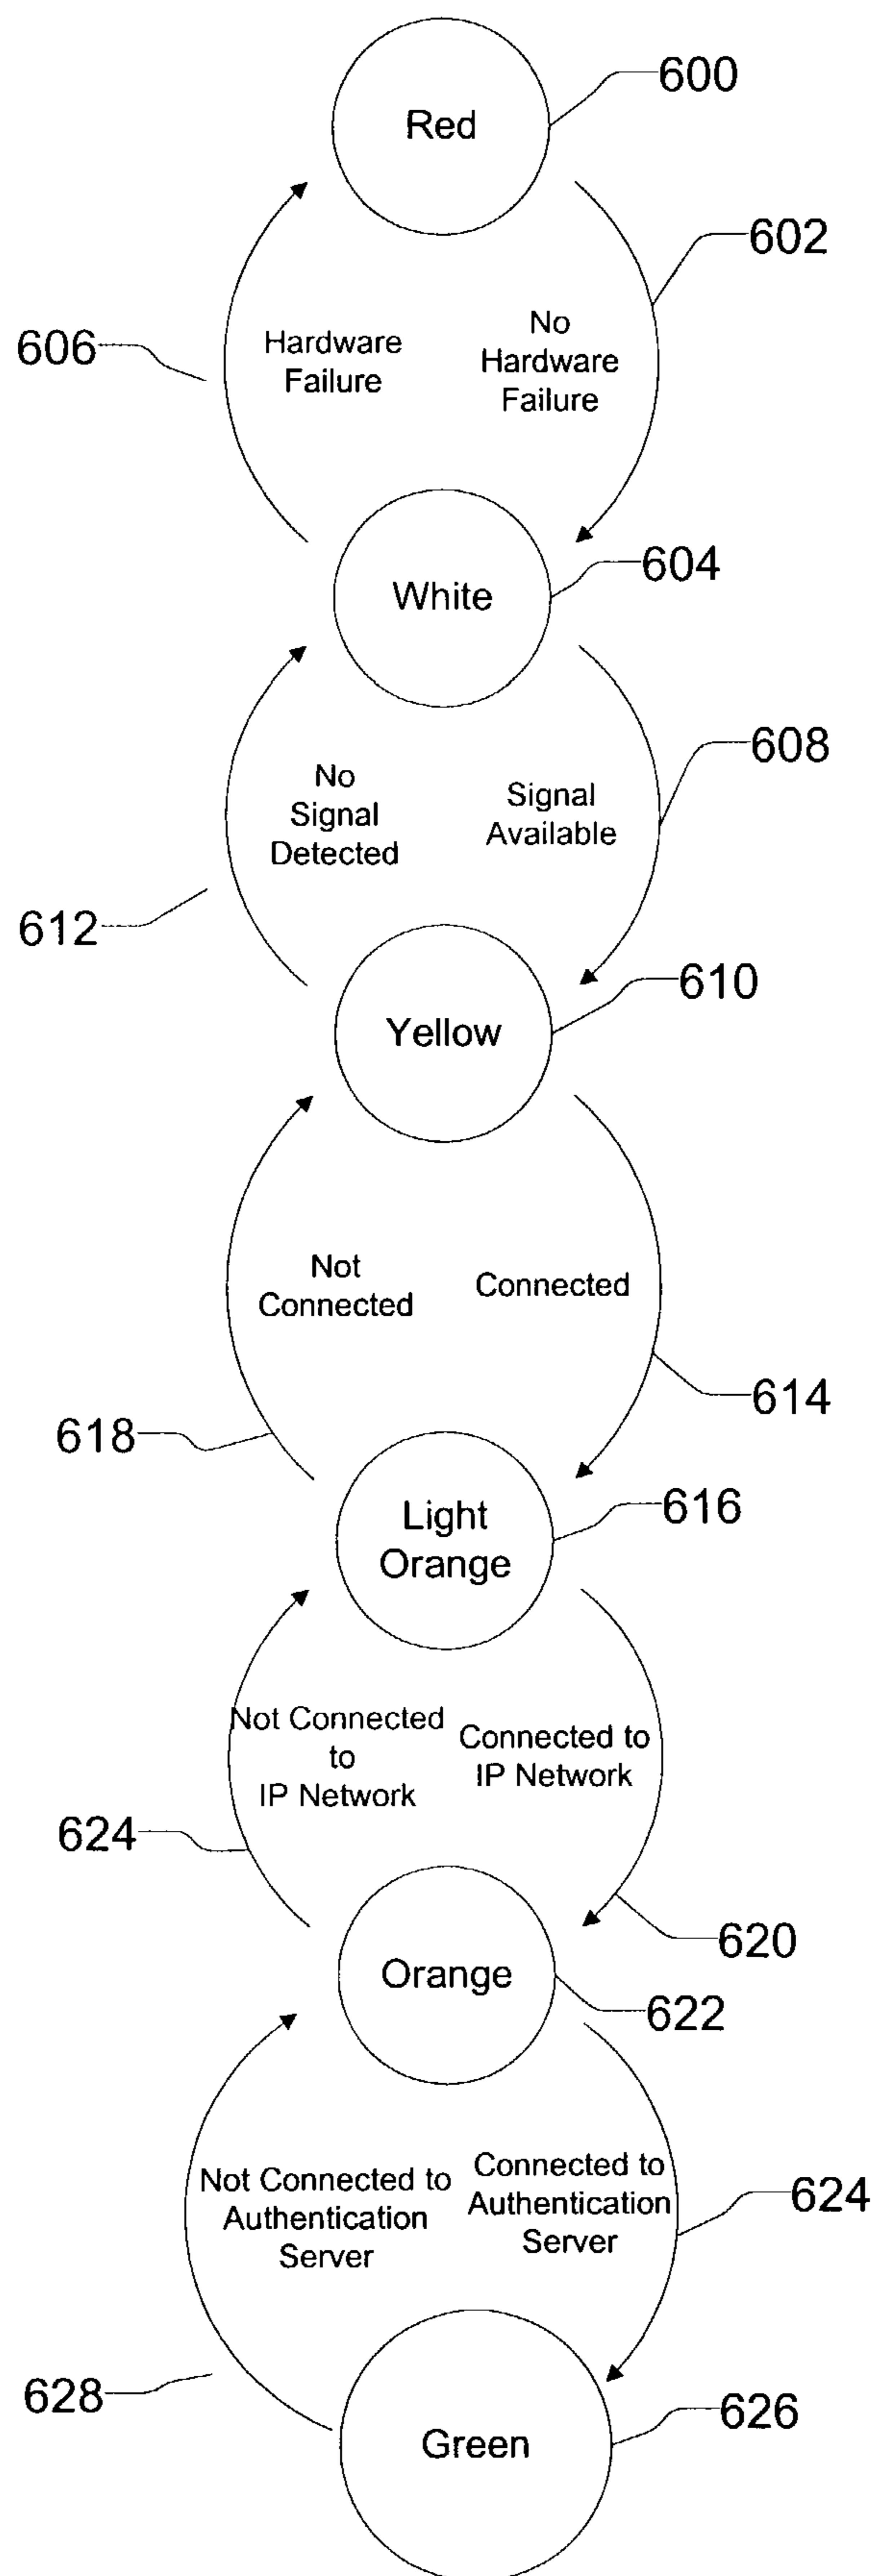 600
Red
602
606
Hardware
Failure
No
Hardware
Failure
604
White
608
No
Signal
Detected
Signal
Available
612
610
Yellow
Not
Connected
Connected
614
618
616
Light
Orange
Not Connected
to
IP Network
Connected to
IP Network
624
620
Orange
622
Not Connected to
Authentication
Server
Connected to
Authentication
Server
624
628
626
Green